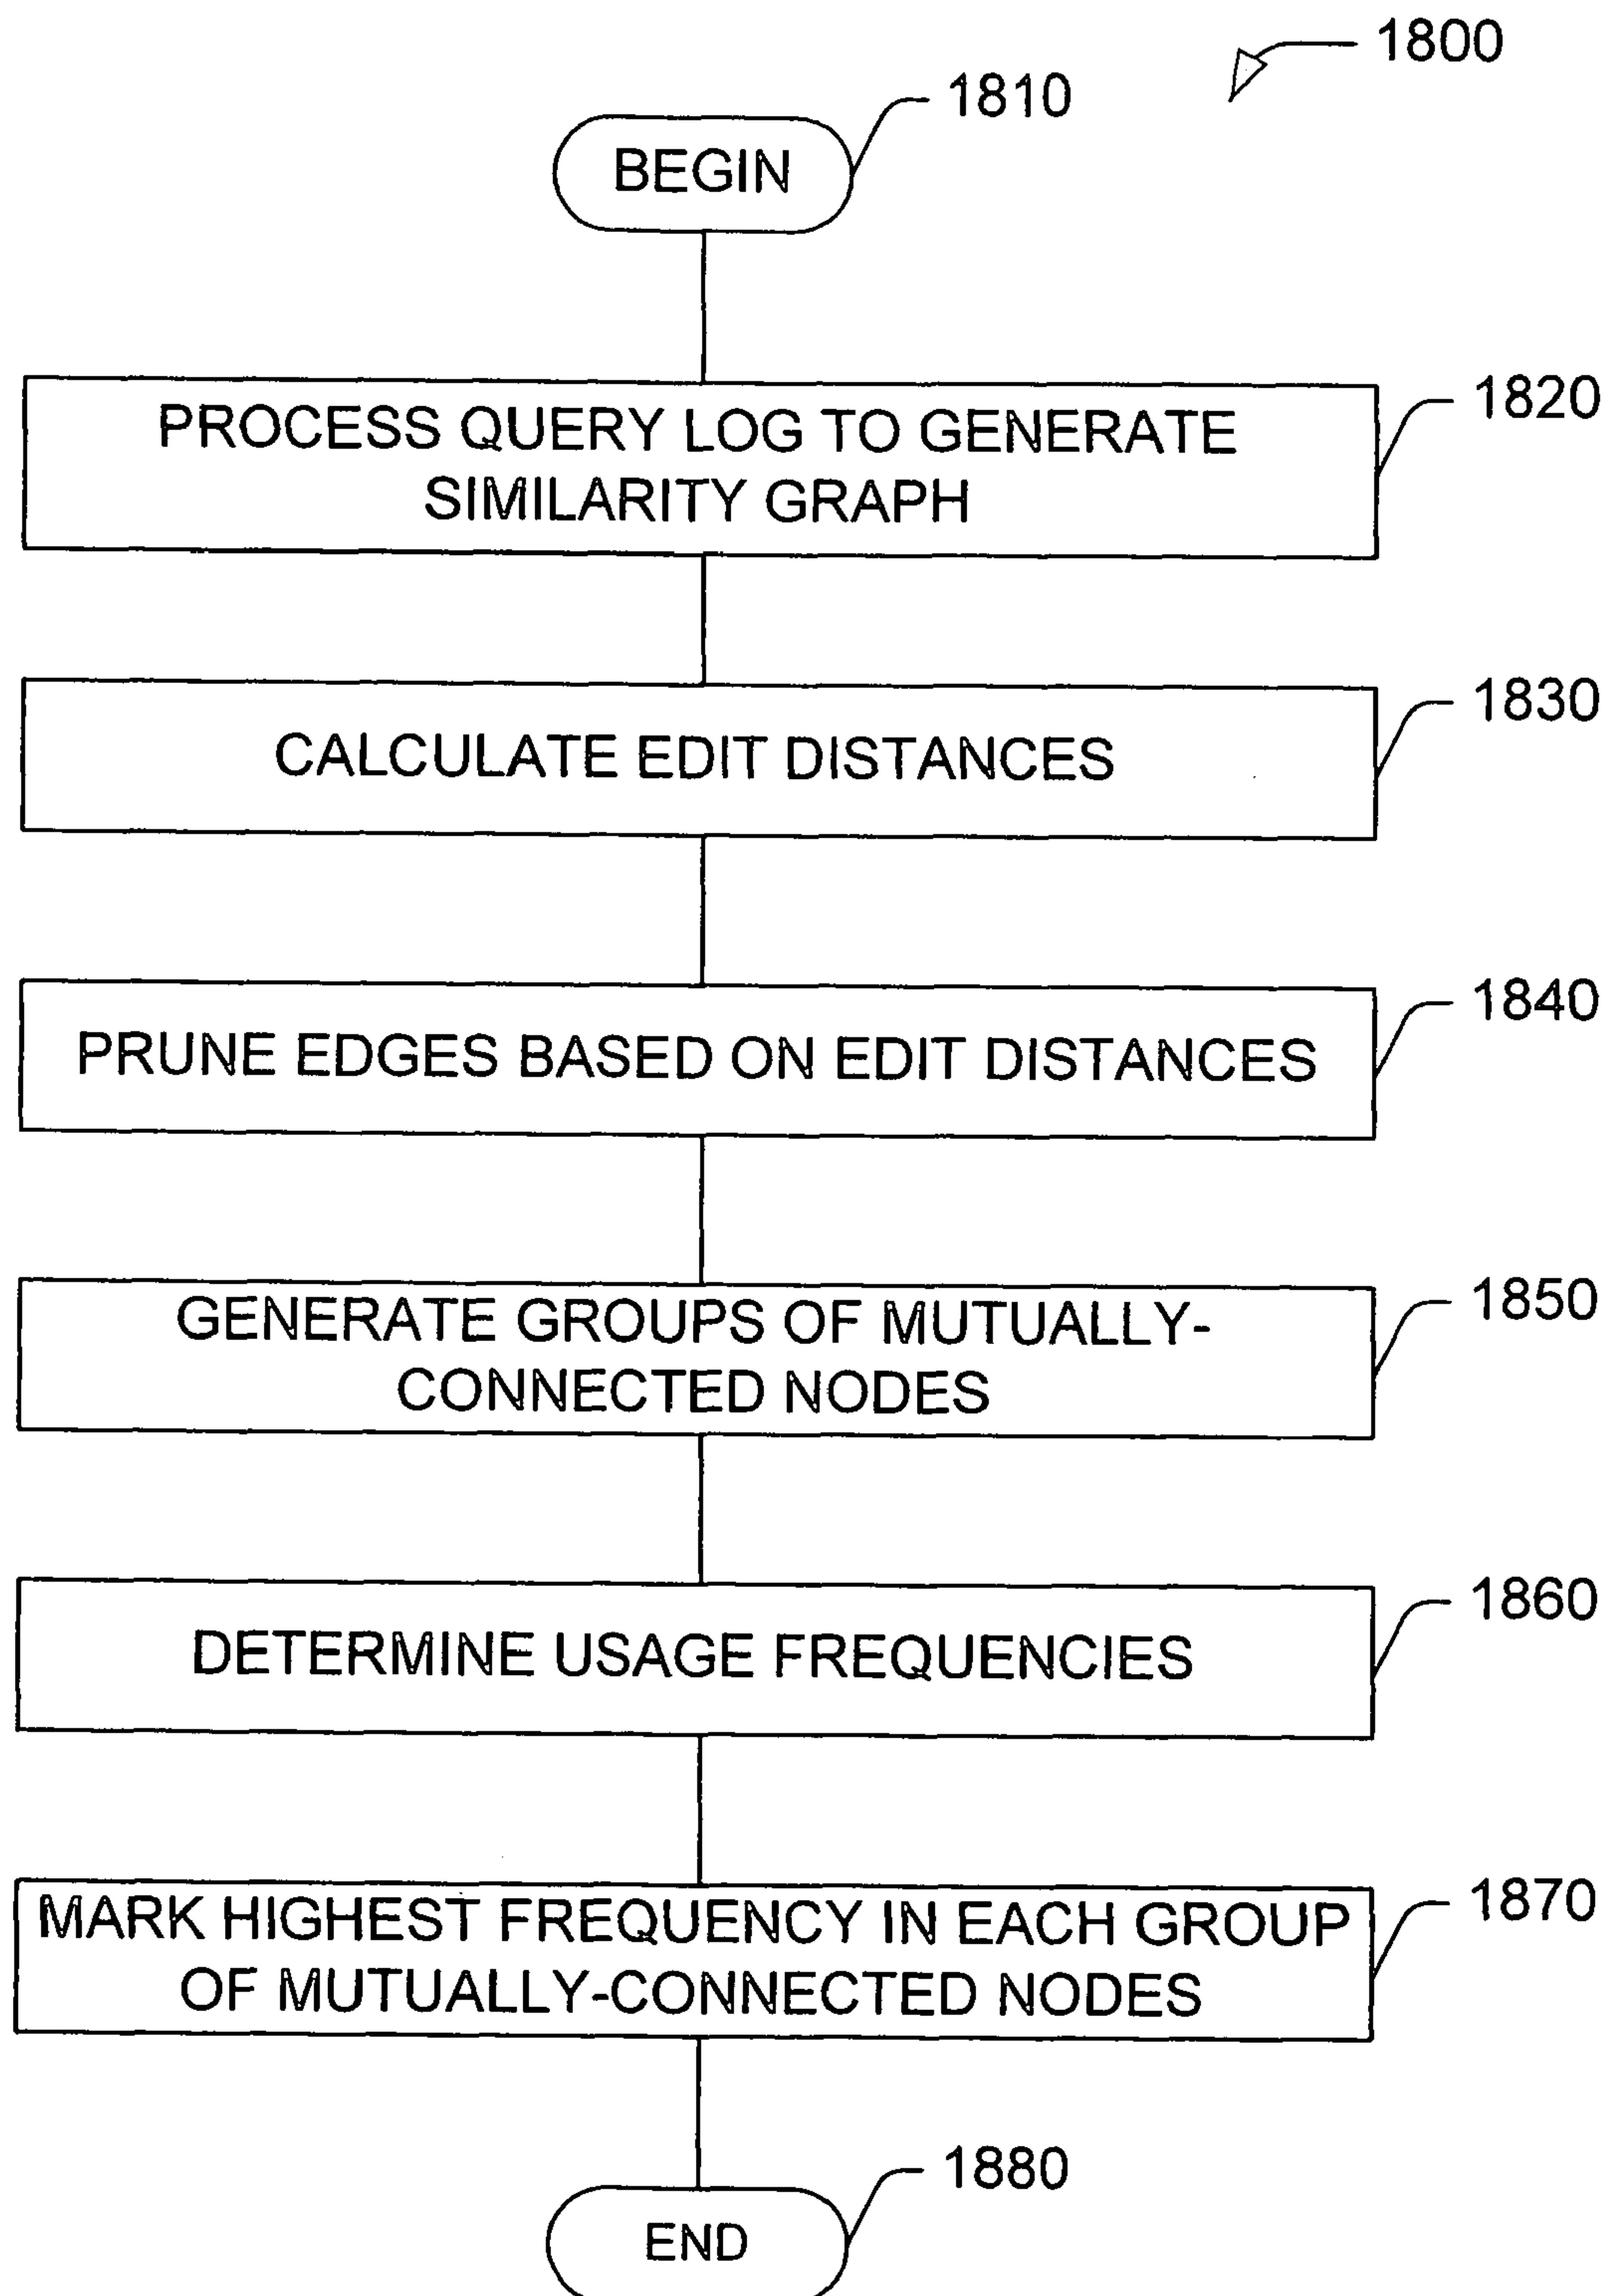 1800
1810
BEGIN
1820
PROCESS QUERY LOG TO GENERATE
SIMILARITY GRAPH
1830
CALCULATE EDIT DISTANCES
1840
PRUNE EDGES BASED ON EDIT DISTANCES
1850
GENERATE GROUPS OF MUTUALLY-
CONNECTED NODES
1860
DETERMINE USAGE FREQUENCIES
1870
MARK HIGHEST FREQUENCY IN EACH GROUP
OF MUTUALLY-CONNECTED NODES
1880
END